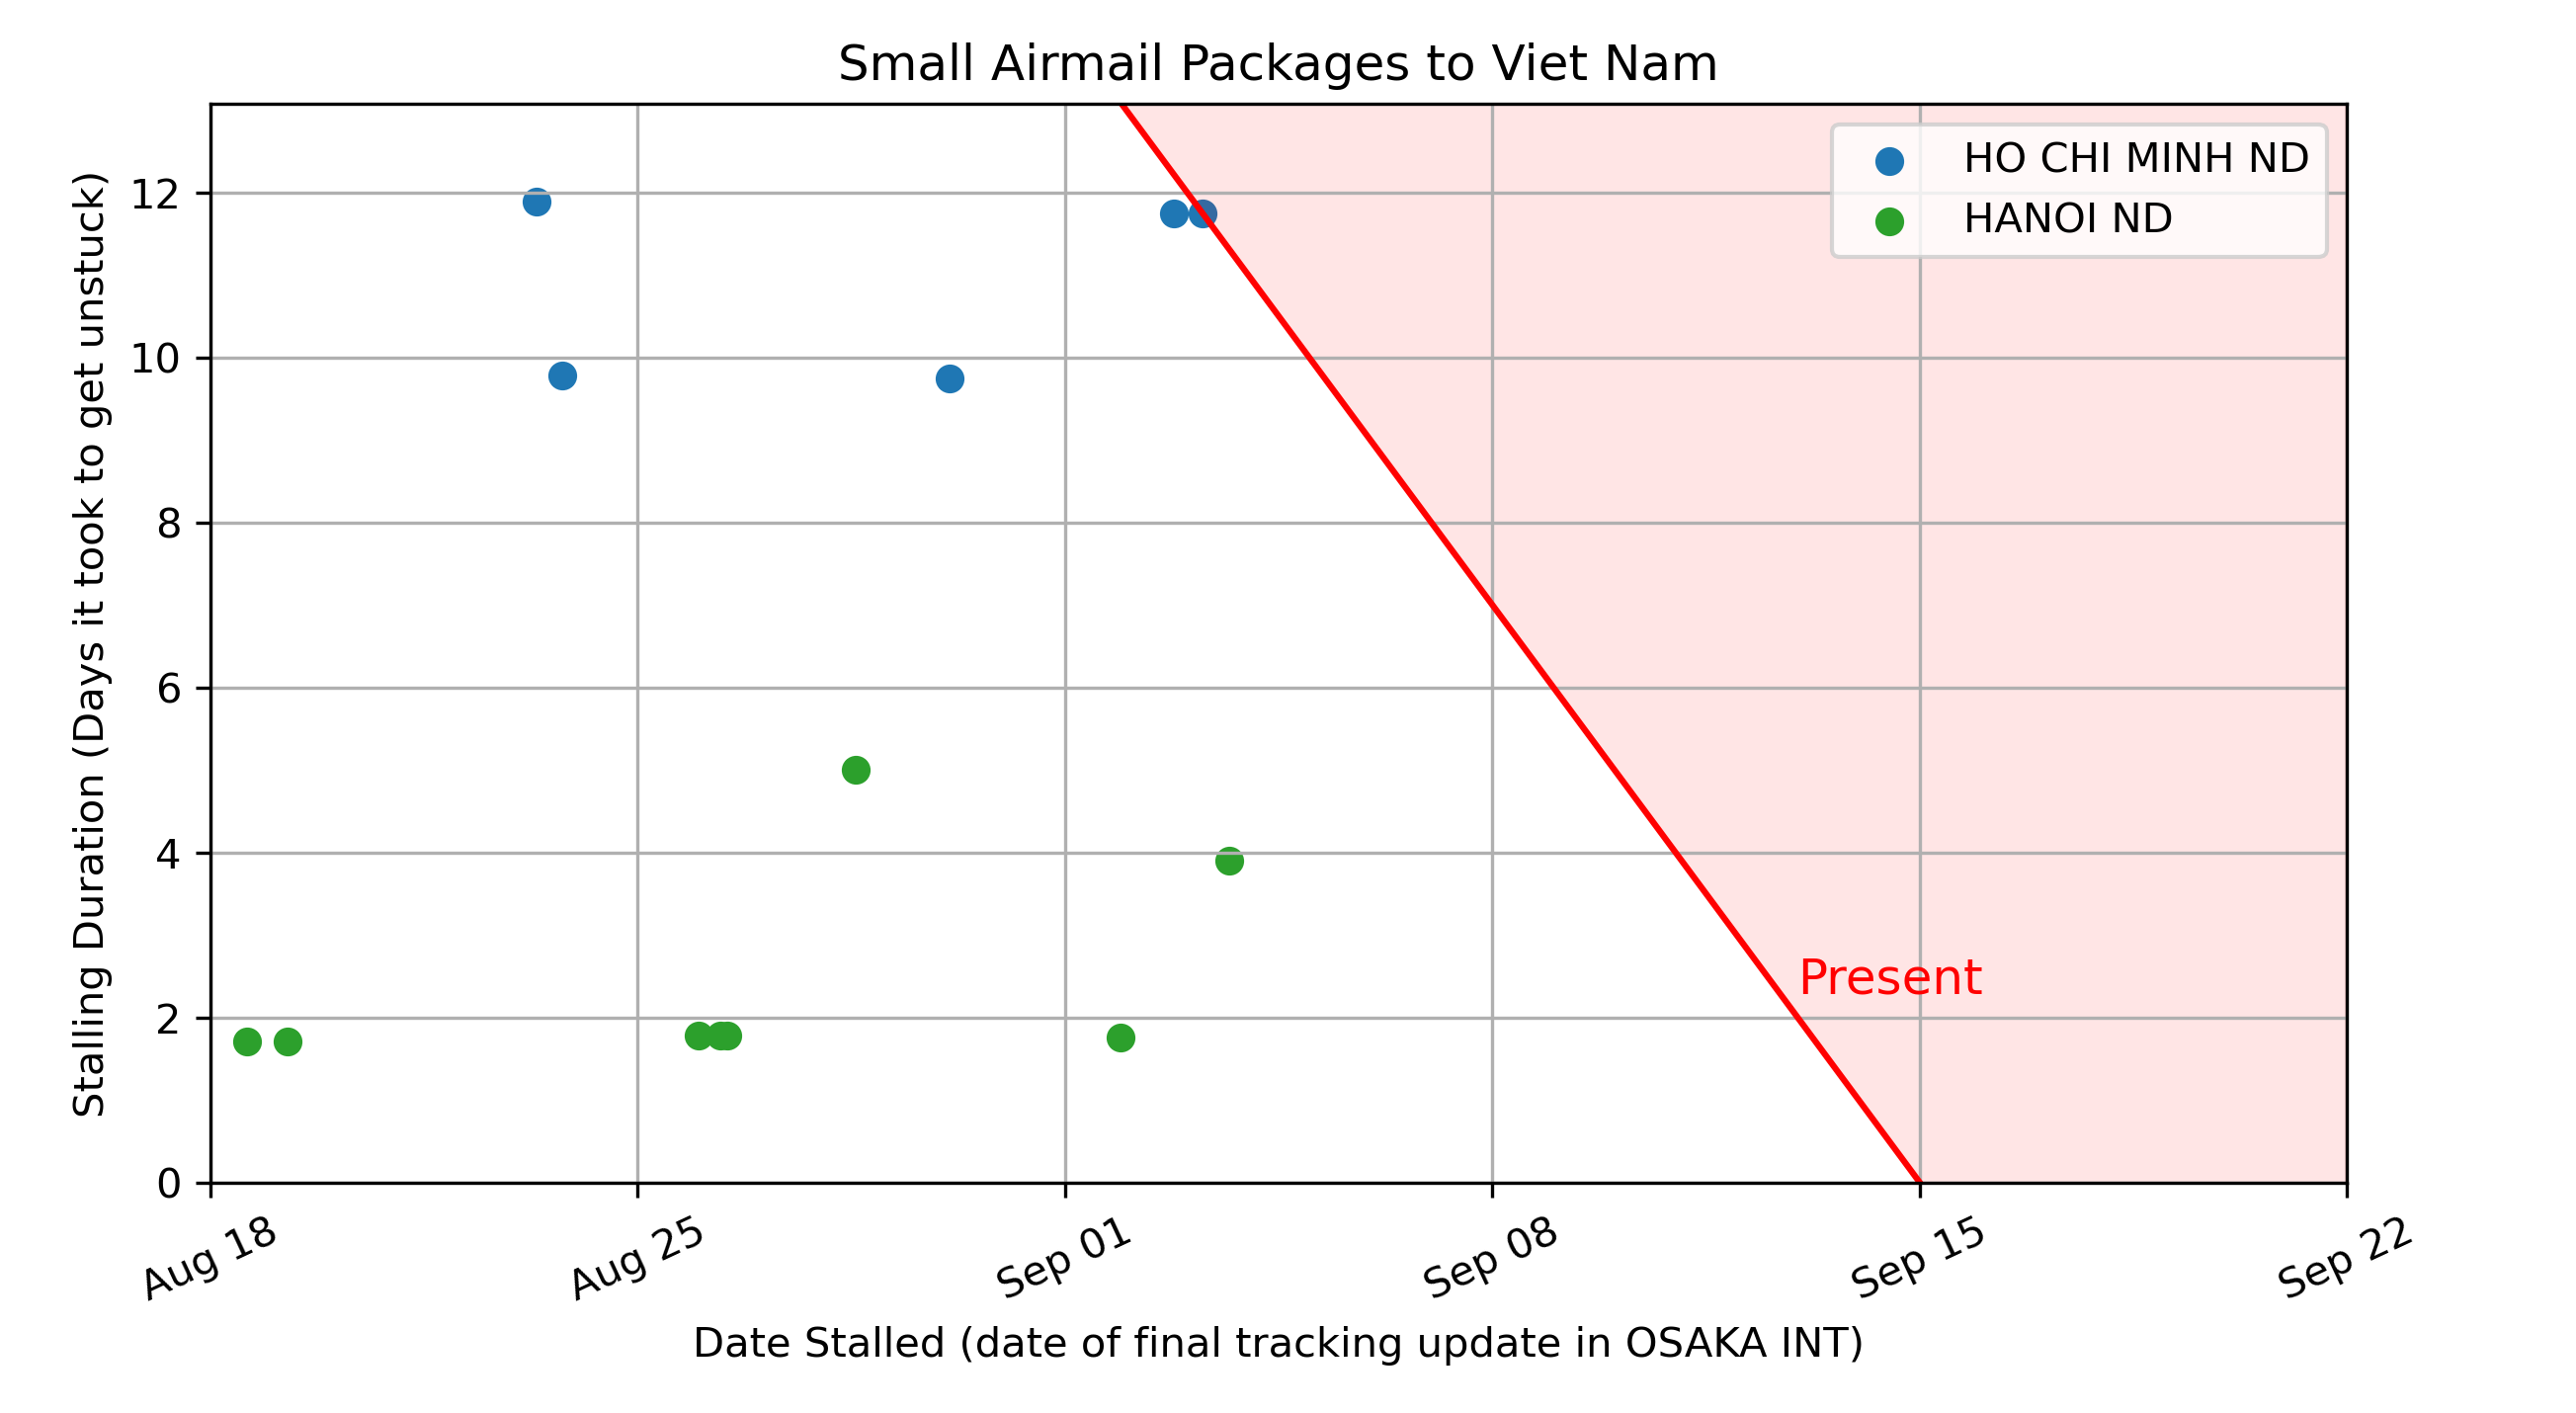 Small Airmail Packages to Viet Nam
Stalling Duration (Days it took to get unstuck)
12
10
8
6
4
2
0
HO CHI MINH ND
HANOI ND
Present
Aug 18
Aug 25
Sep 01
Sep 08
Sep 15
Sep 22
Date Stalled (date of final tracking update in OSAKA INT)